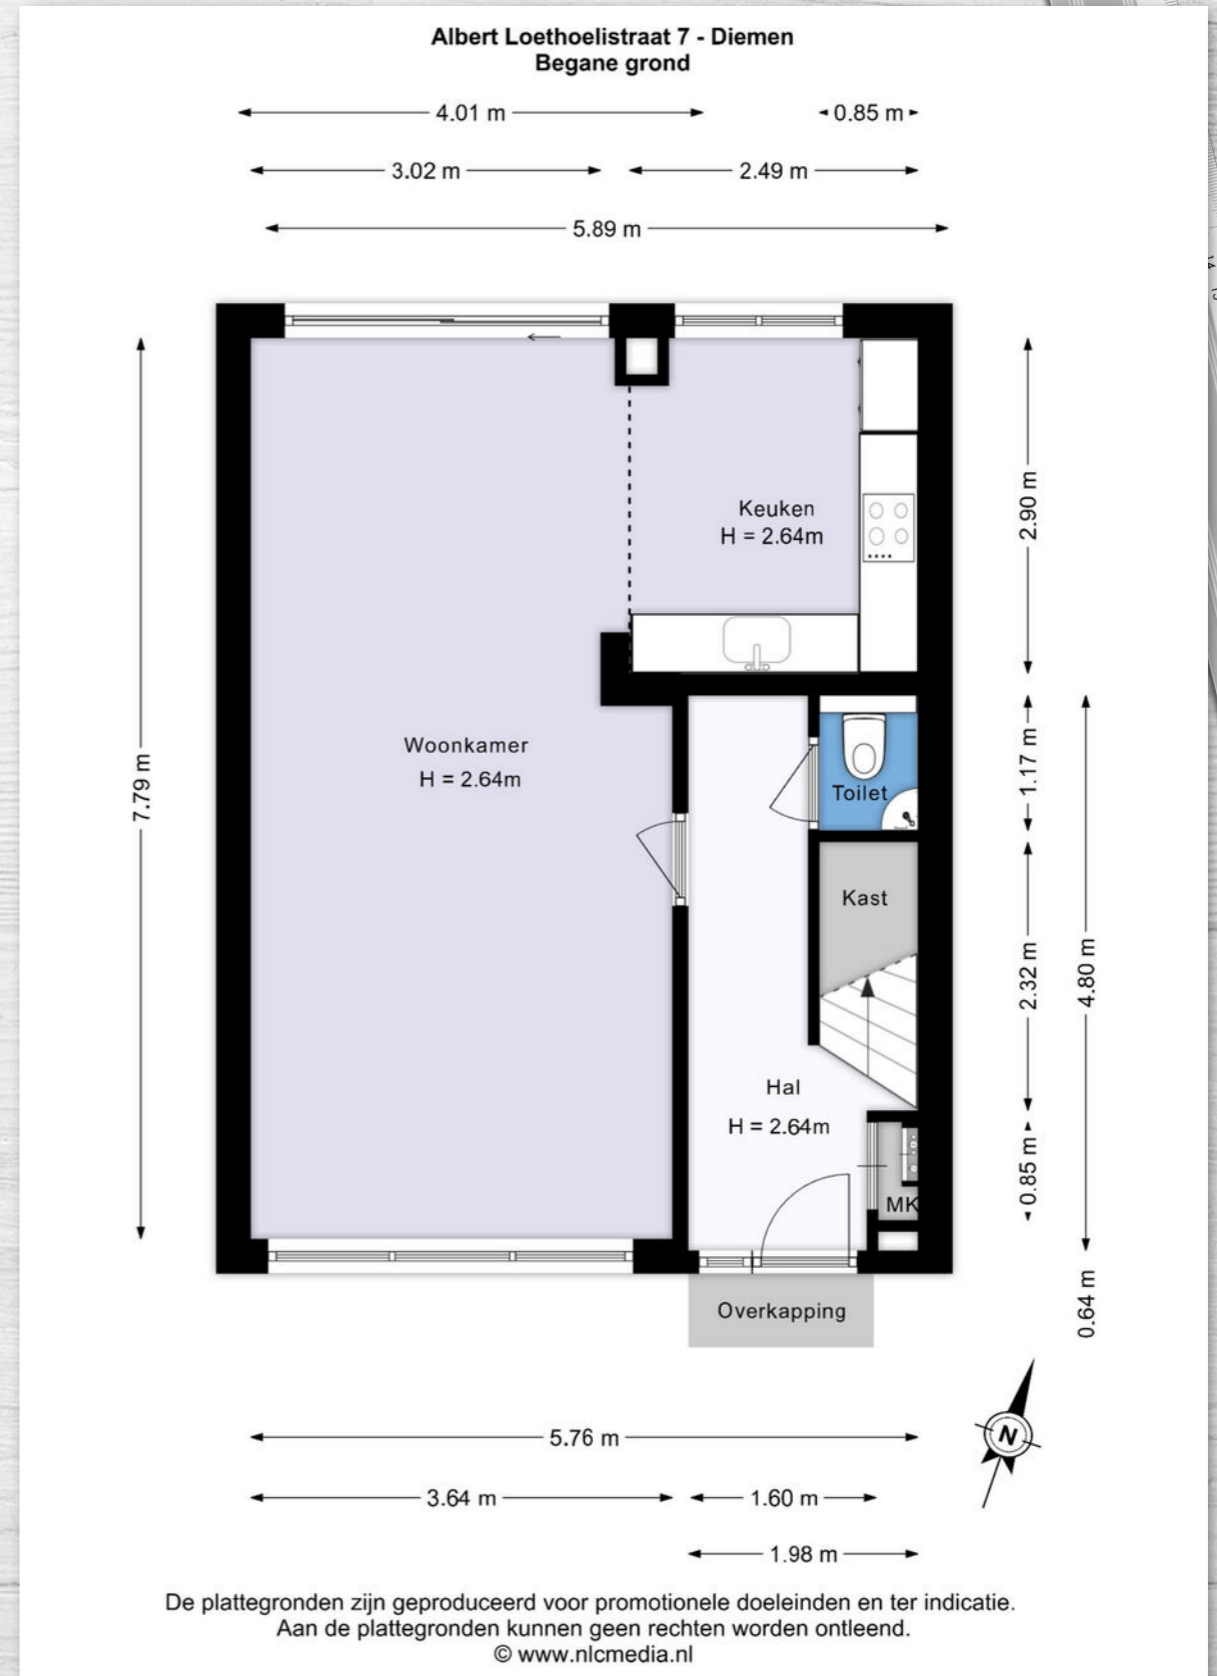 Albert Loethoelistraat 7 - Diemen
Begane grond
4.01 m
0.85 m
3.02 m
2.49 m
5.89 m
Keuken
H = 2.64m
2.90 m
Woonkamer
H = 2.64m
7.79 m
Toilet
1.17 m
Kast
2.32 m
4.80 m
Hal
H = 2.64m
0.85 m
MK
Overkapping
0.64 m
N
5.76 m
3.64 m
1.60 m
1.98 m
De plattegronden zijn geproduceerd voor promotionele doeleinden en ter indicatie.
Aan de plattegronden kunnen geen rechten worden ontleend.
© www.nlcmedia.nl